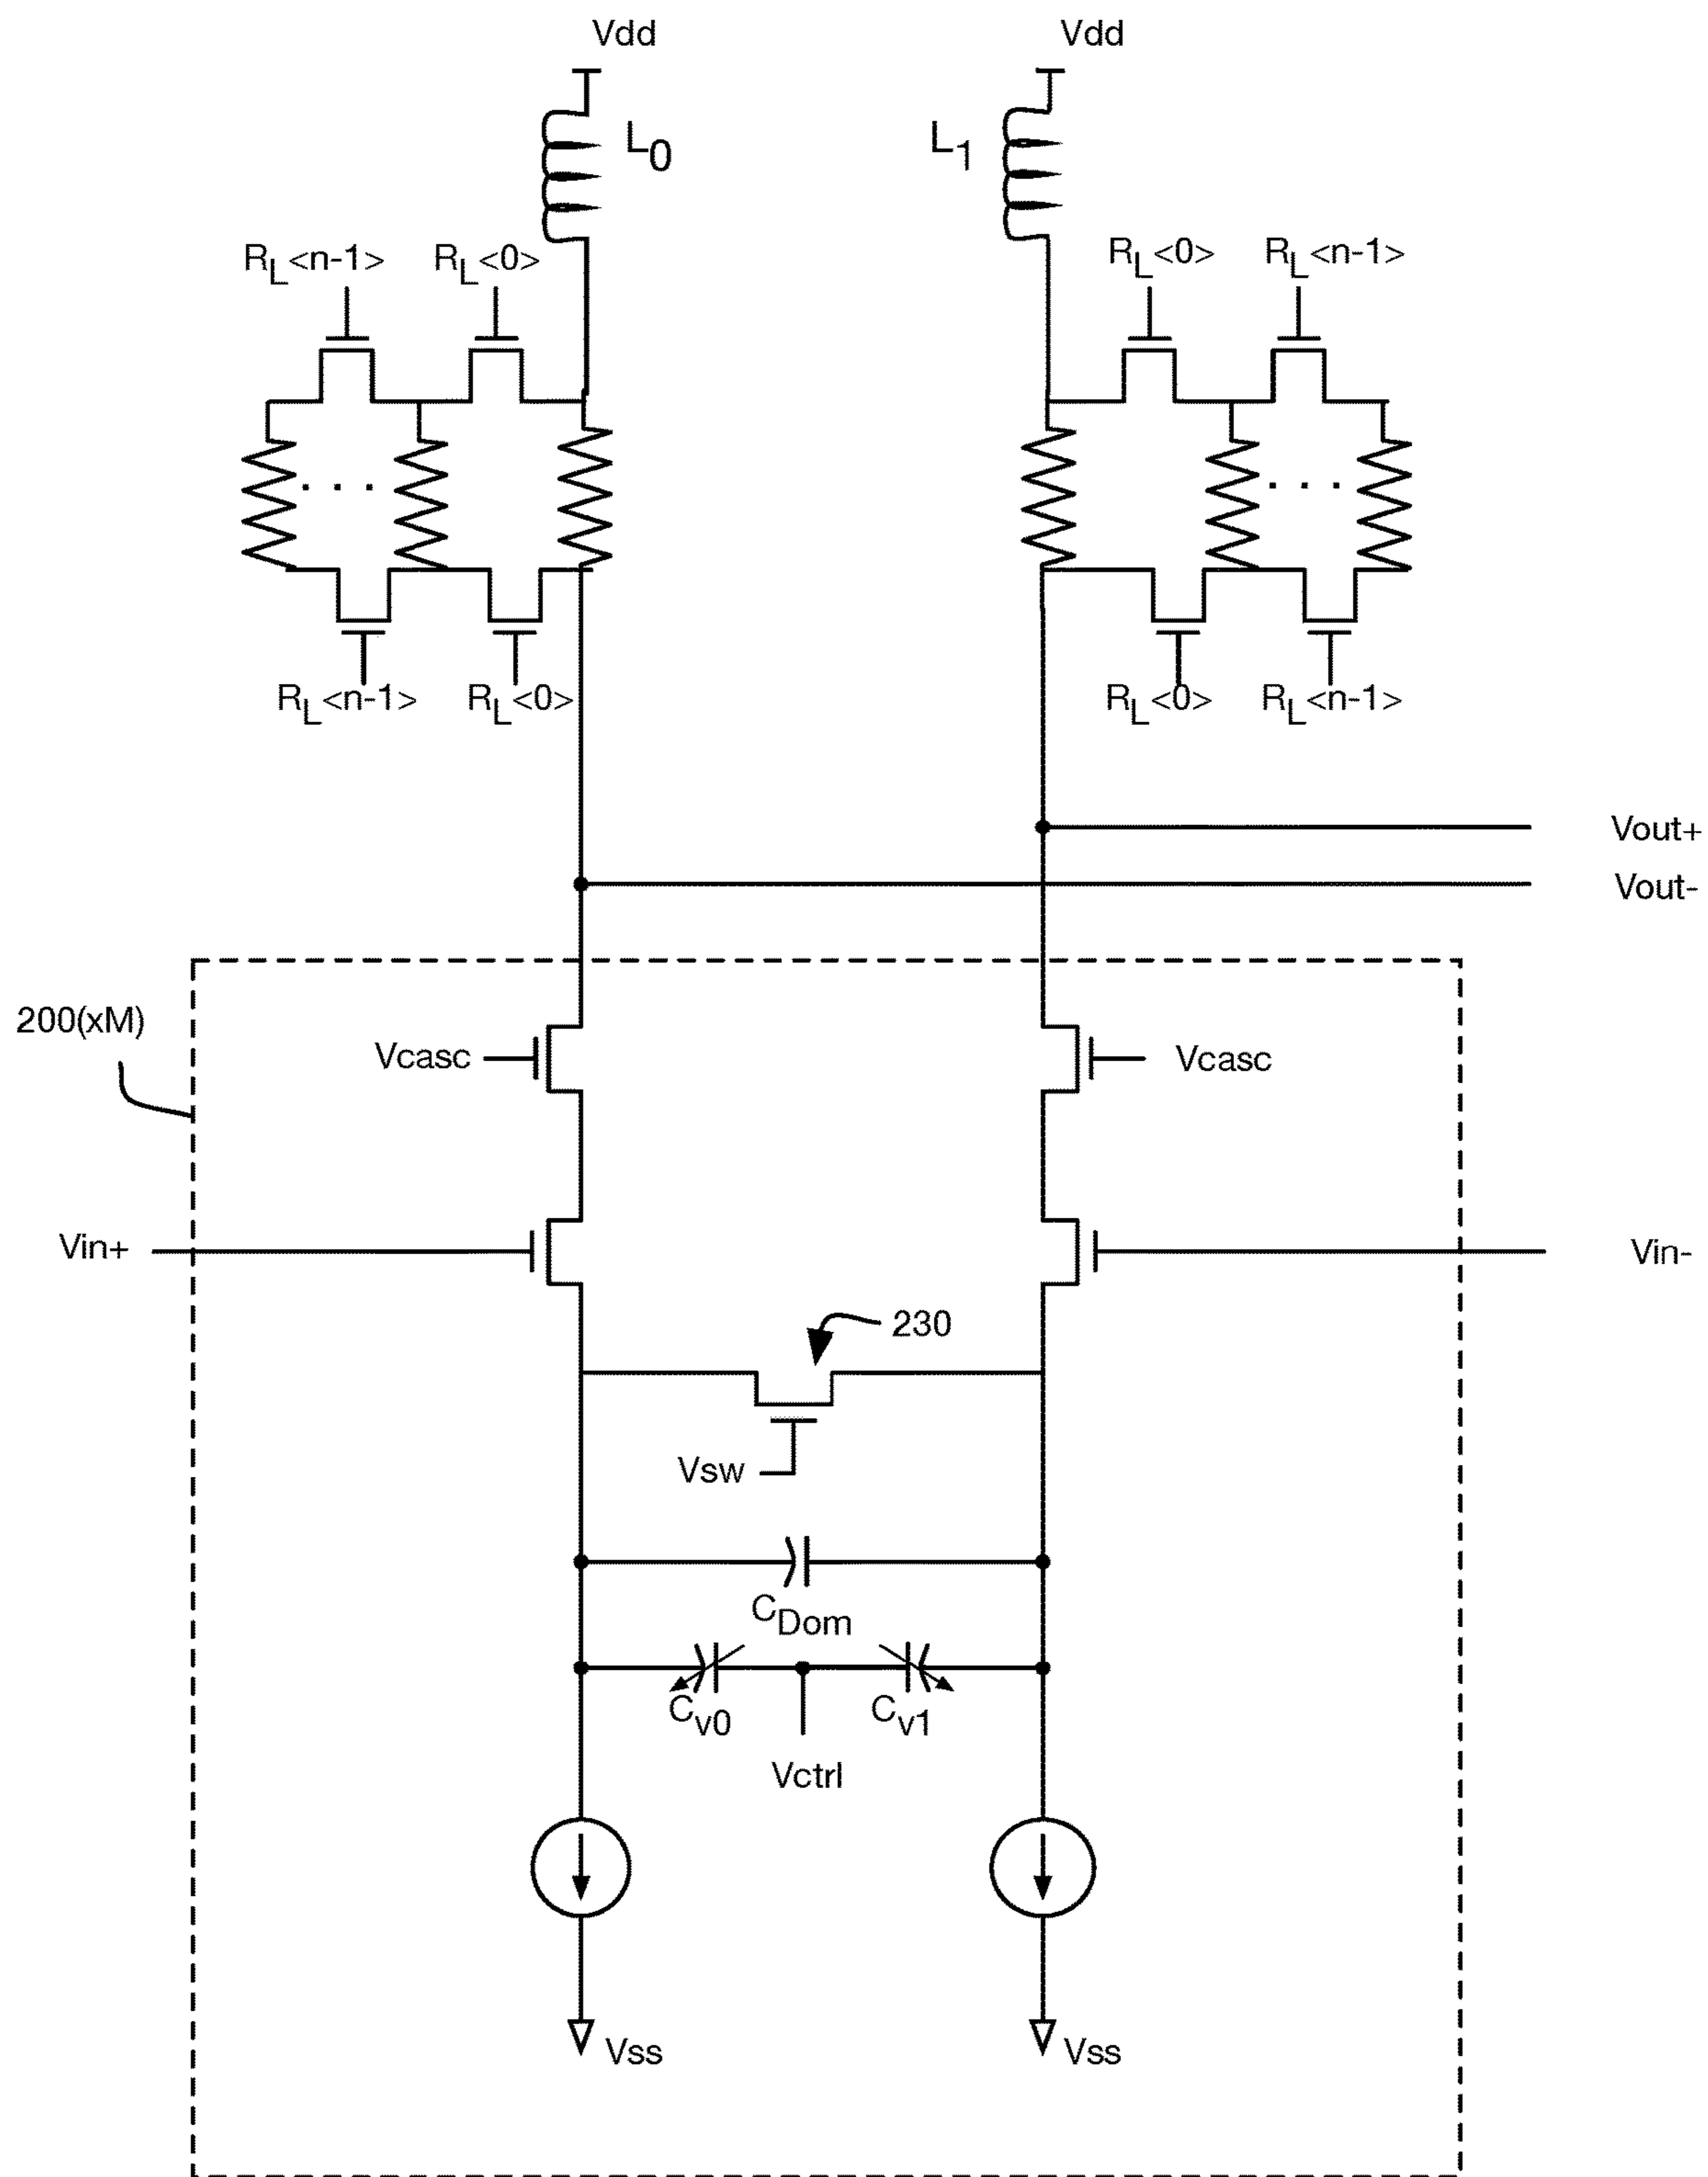 Vdd Vdd
L0 L1
RL<n-1> RL<0> RL<0> RL<n-1>
. . . . . .
RL<n-1> RL<0> RL<0> RL<n-1>
Vout+
Vout-
200(xM)
Vcasc Vcasc
Vin+ Vin-
230
Vsw
CDom
Cv0 Cv1
Vctrl
Vss Vss